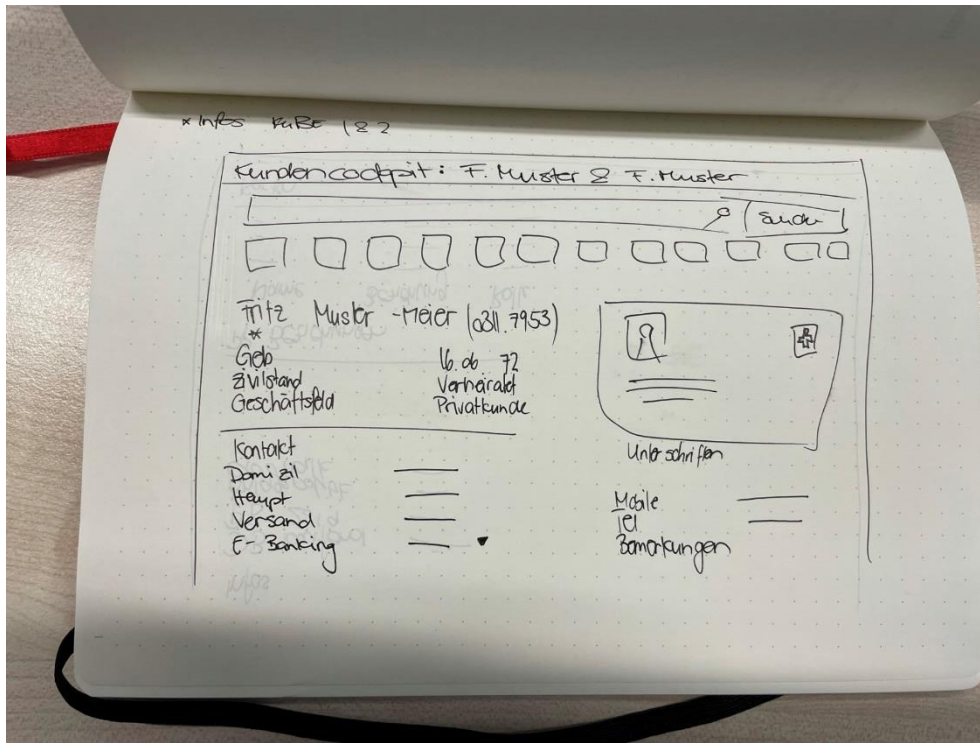 * Infos KuBe 1 & 2
Kundencockpit: F. Muster & F. Muster
Suche
Fritz Muster-Meier (0311.7953)
*
Geb 16.06 72
Zivilstand Verheiratet
Geschäftsfeld Privatkunde
Kontakt
Domizil
Haupt
Versand
E-Banking
Unterschriften
Mobile
Tel
Bemerkungen